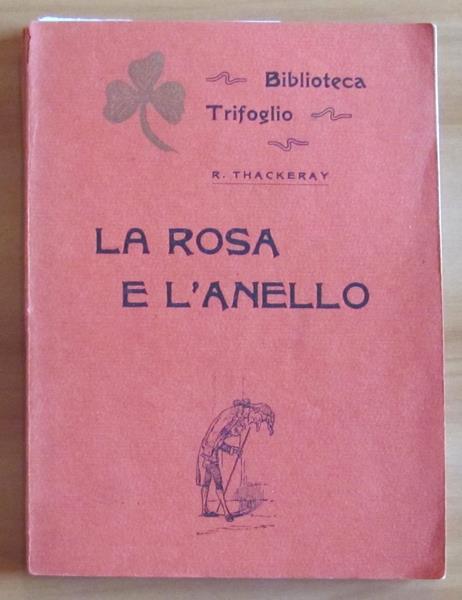 Biblioteca
Trifoglio
R. THACKERAY
LA ROSA
E L'ANELLO